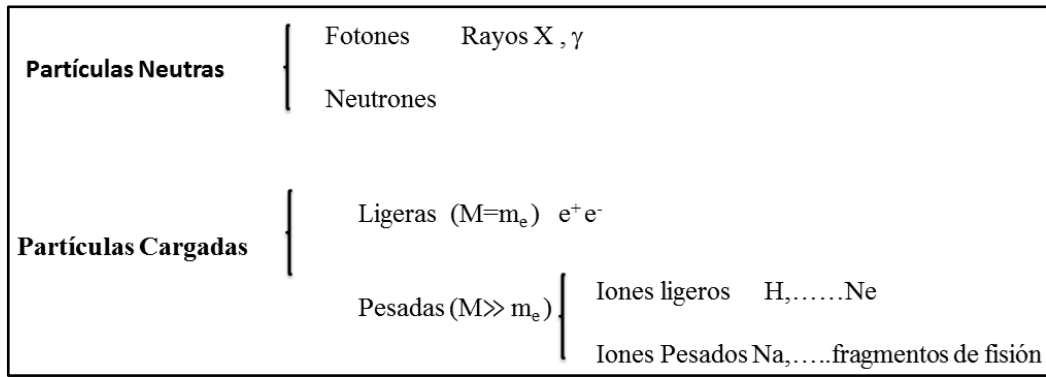 Fotones Rayos X , γ
Partículas Neutras
Neutrones
Ligeras (M=mₑ) e⁺ e⁻
Partículas Cargadas
Iones ligeros H,......Ne
Pesadas (M≫ mₑ)
Iones Pesados Na,.....fragmentos de fisión